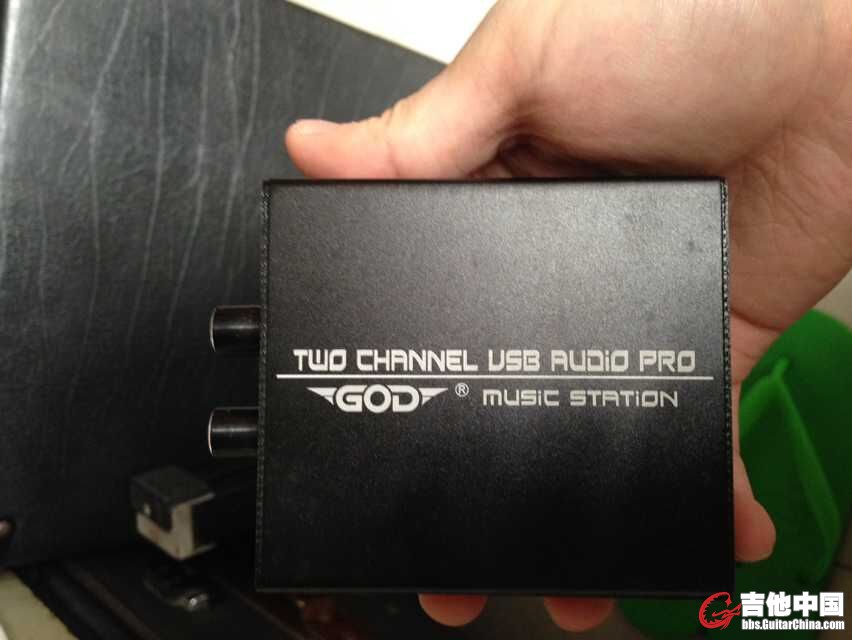 TWO CHANNEL USB AUDIO PRO
GOD ® MUSIC STATION
吉他中国
bbs.GuitarChina.com